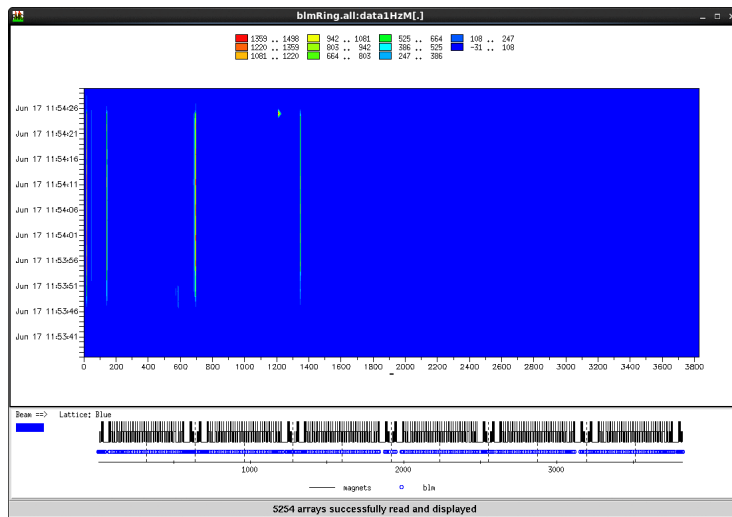 blmRing.all:data1HzM[.]
1359 .. 1498 942 .. 1081 525 .. 664 108 .. 247
1220 .. 1359 803 .. 942 386 .. 525 -31 .. 108
1081 .. 1220 664 .. 803 247 .. 386
Jun 17 11:54:26
Jun 17 11:54:21
Jun 17 11:54:16
Jun 17 11:54:11
Jun 17 11:54:06
Jun 17 11:54:01
Jun 17 11:53:56
Jun 17 11:53:51
Jun 17 11:53:46
Jun 17 11:53:41
0 200 400 600 800 1000 1200 1400 1600 1800 2000 2200 2400 2600 2800 3000 3200 3400 3600 3800
Beam ==> Lattice: Blue
1000 2000 3000
magnets blm
5254 arrays successfully read and displayed